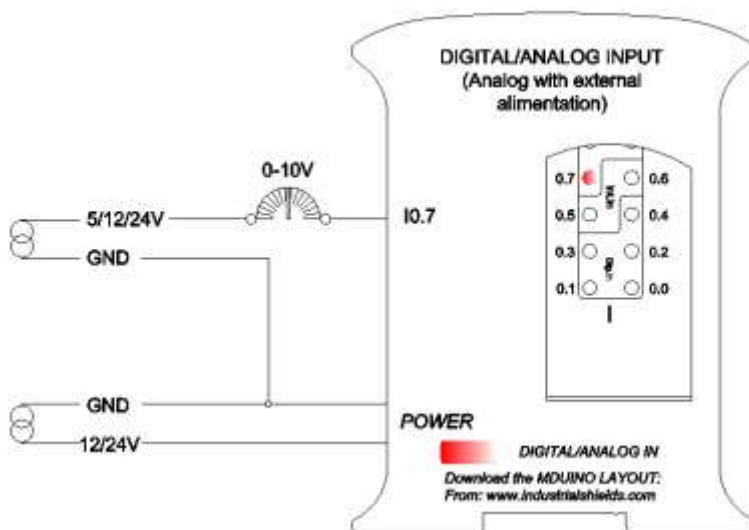 DIGITAL/ANALOG INPUT
(Analog with external
alimentation)
0-10V
0.7
0.6
5/12/24V
I0.7
0.5
0.4
GND
0.3
0.2
0.1
0.0
I
GND
POWER
12/24V
DIGITAL/ANALOG IN
Download the MDUINO LAYOUT:
From: www.industrialshields.com